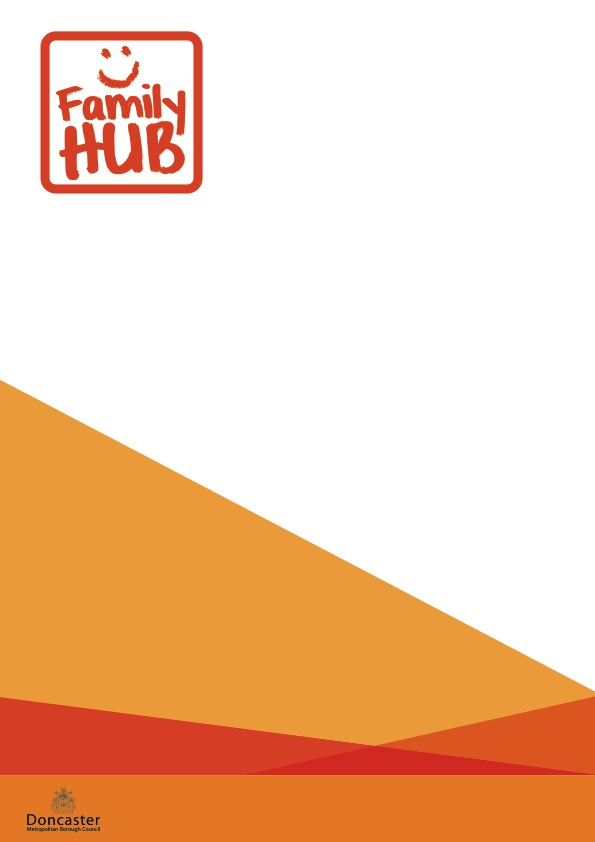 Family
HUB
Doncaster
Metropolitan Borough Council